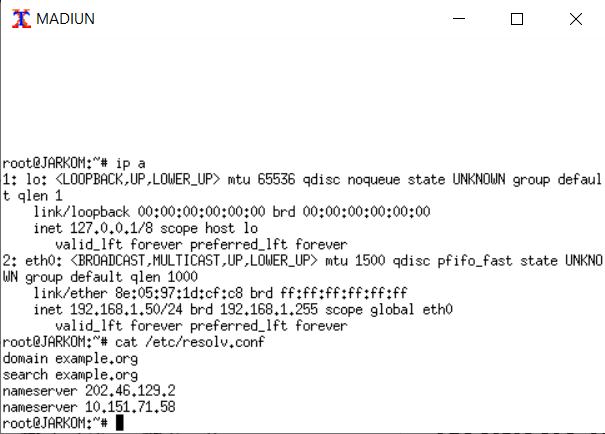 MADIUN
root@JARKOM:~# ip a
1: lo: <LOOPBACK,UP,LOWER_UP> mtu 65536 qdisc noqueue state UNKNOWN group defaul
t qlen 1
    link/loopback 00:00:00:00:00:00 brd 00:00:00:00:00:00
    inet 127.0.0.1/8 scope host lo
       valid_lft forever preferred_lft forever
2: eth0: <BROADCAST,MULTICAST,UP,LOWER_UP> mtu 1500 qdisc pfifo_fast state UNKNO
WN group default qlen 1000
    link/ether 8e:05:97:1d:cf:c8 brd ff:ff:ff:ff:ff:ff
    inet 192.168.1.50/24 brd 192.168.1.255 scope global eth0
       valid_lft forever preferred_lft forever
root@JARKOM:~# cat /etc/resolv.conf
domain example.org
search example.org
nameserver 202.46.129.2
nameserver 10.151.71.58
root@JARKOM:~#